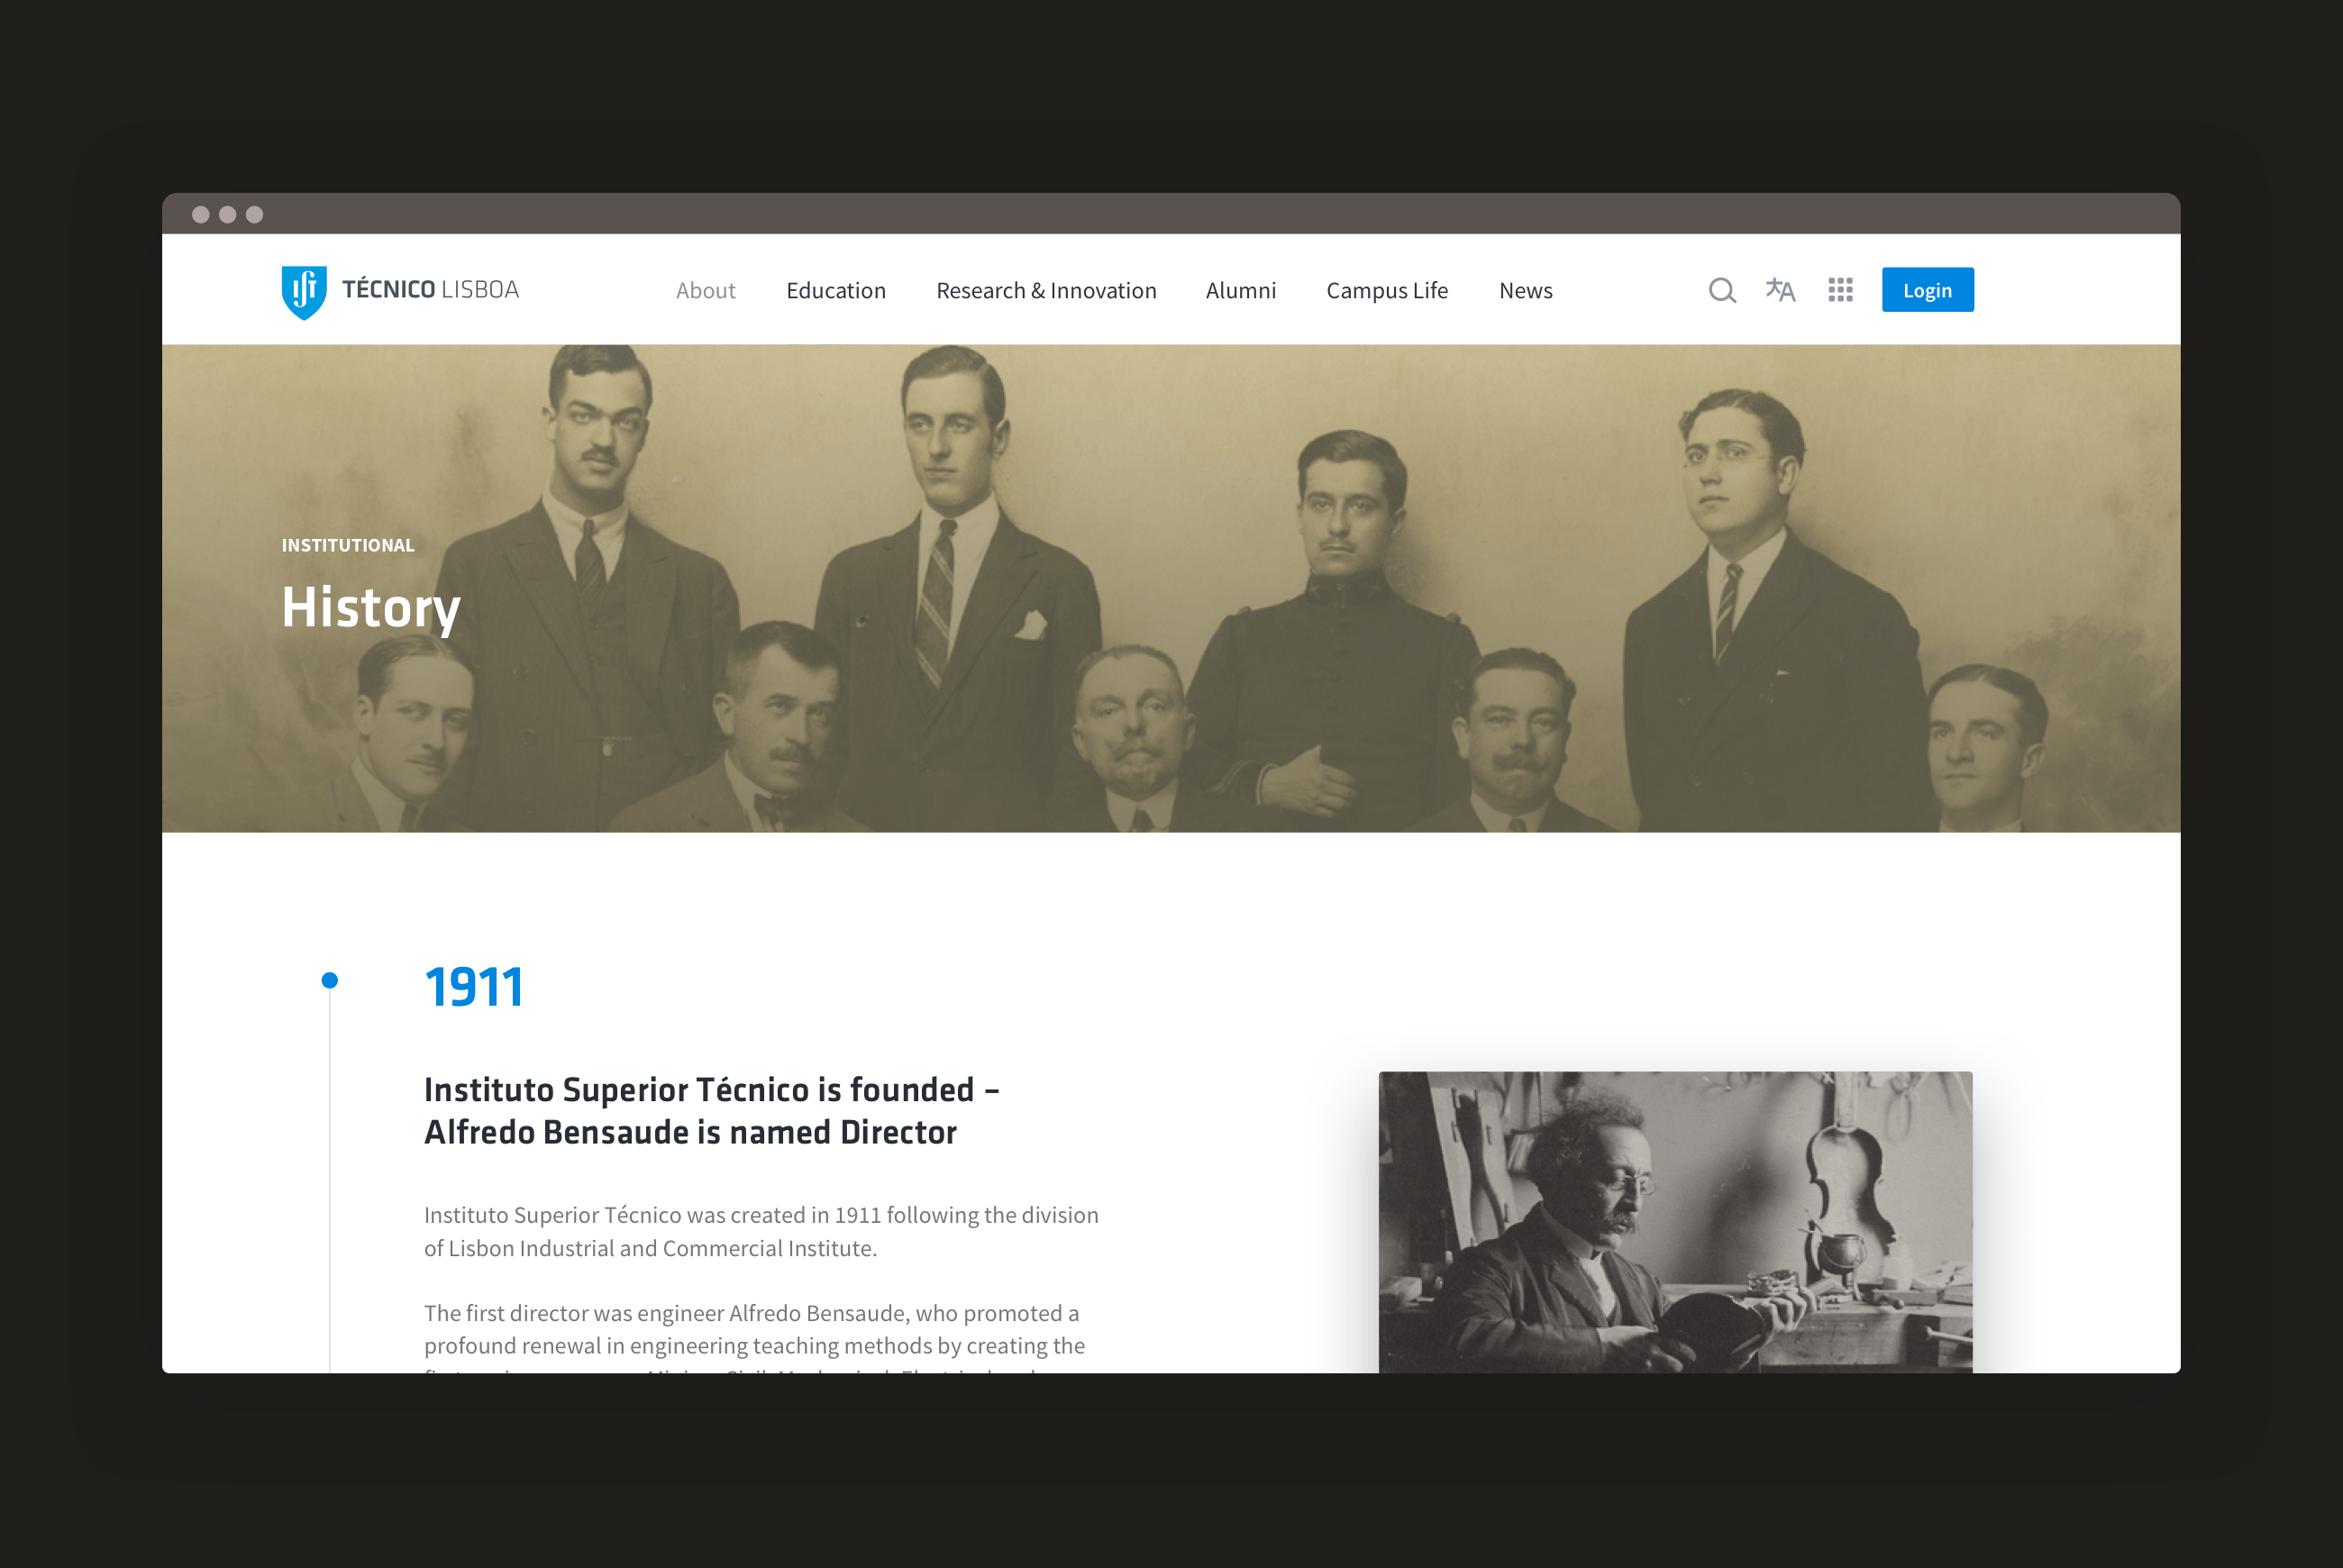 TÉCNICO LISBOA
About Education Research & Innovation Alumni Campus Life News
Login
INSTITUTIONAL
History
1911
Instituto Superior Técnico is founded –
Alfredo Bensaude is named Director
Instituto Superior Técnico was created in 1911 following the division
of Lisbon Industrial and Commercial Institute.
The first director was engineer Alfredo Bensaude, who promoted a
profound renewal in engineering teaching methods by creating the